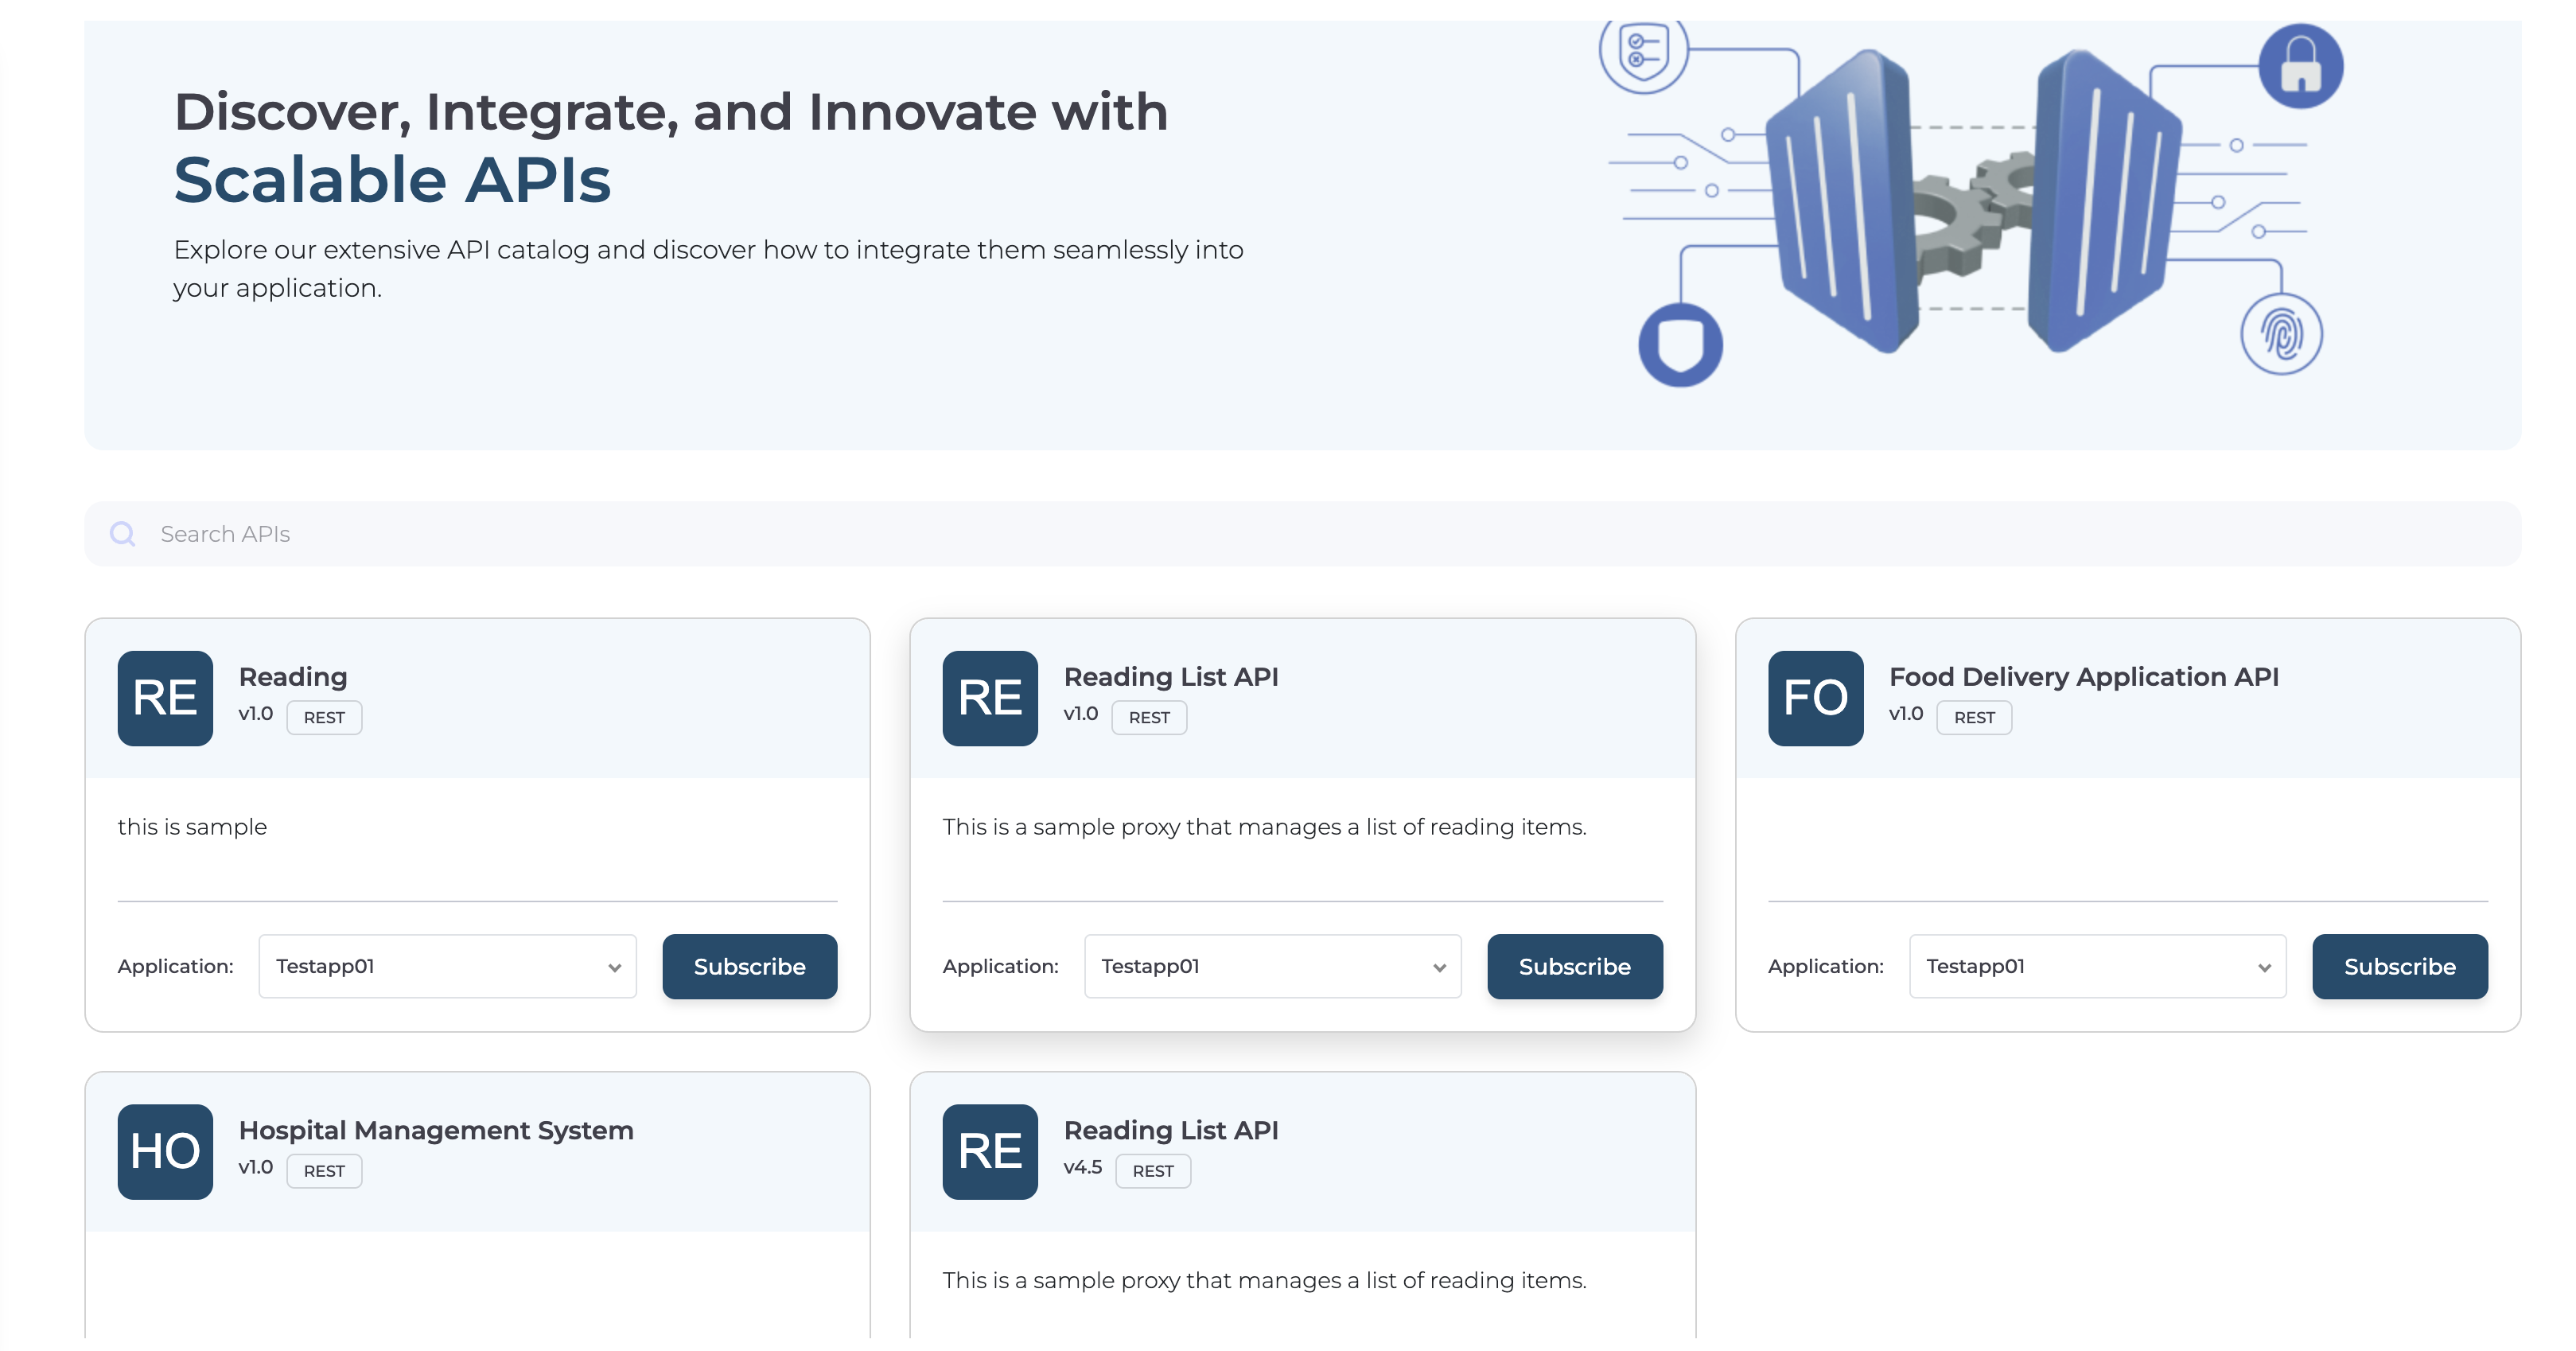 Discover, Integrate, and Innovate with
Scalable APIs
Explore our extensive API catalog and discover how to integrate them seamlessly into
your application.
Search APIs
RE
Reading
v1.0 REST
this is sample
Application: Testapp01 Subscribe
RE
Reading List API
v1.0 REST
This is a sample proxy that manages a list of reading items.
Application: Testapp01 Subscribe
FO
Food Delivery Application API
v1.0 REST
Application: Testapp01 Subscribe
HO
Hospital Management System
v1.0 REST
RE
Reading List API
v4.5 REST
This is a sample proxy that manages a list of reading items.